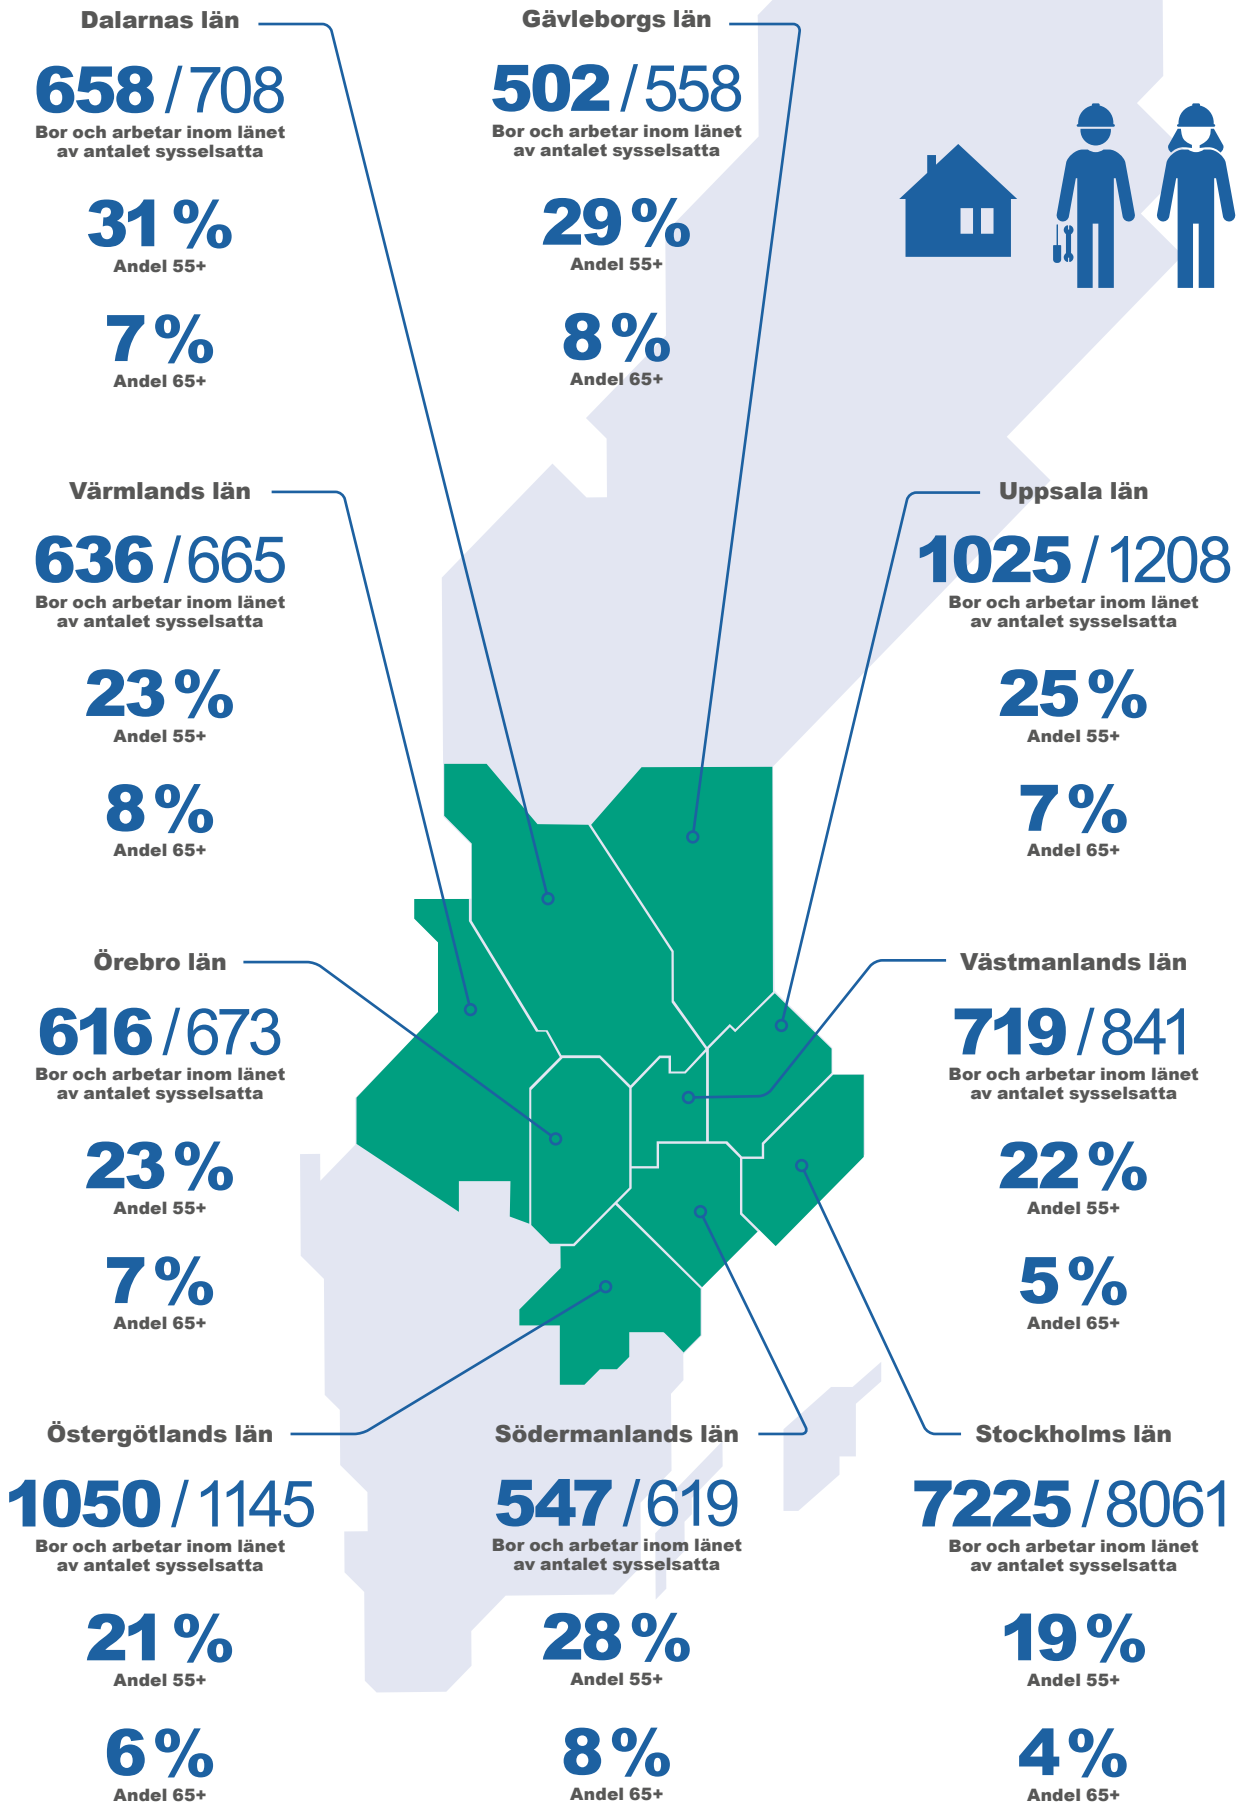 Dalarnas län
658 / 708
Bor och arbetar inom länet
av antalet sysselsatta
31 %
Andel 55+
7 %
Andel 65+
Gävleborgs län
502 / 558
Bor och arbetar inom länet
av antalet sysselsatta
29 %
Andel 55+
8 %
Andel 65+
Värmlands län
636 / 665
Bor och arbetar inom länet
av antalet sysselsatta
23 %
Andel 55+
8 %
Andel 65+
Uppsala län
1025 / 1208
Bor och arbetar inom länet
av antalet sysselsatta
25 %
Andel 55+
7 %
Andel 65+
Örebro län
616 / 673
Bor och arbetar inom länet
av antalet sysselsatta
23 %
Andel 55+
7 %
Andel 65+
Västmanlands län
719 / 841
Bor och arbetar inom länet
av antalet sysselsatta
22 %
Andel 55+
5 %
Andel 65+
Östergötlands län
1050 / 1145
Bor och arbetar inom länet
av antalet sysselsatta
21 %
Andel 55+
6 %
Andel 65+
Södermanlands län
547 / 619
Bor och arbetar inom länet
av antalet sysselsatta
28 %
Andel 55+
8 %
Andel 65+
Stockholms län
7225 / 8061
Bor och arbetar inom länet
av antalet sysselsatta
19 %
Andel 55+
4 %
Andel 65+